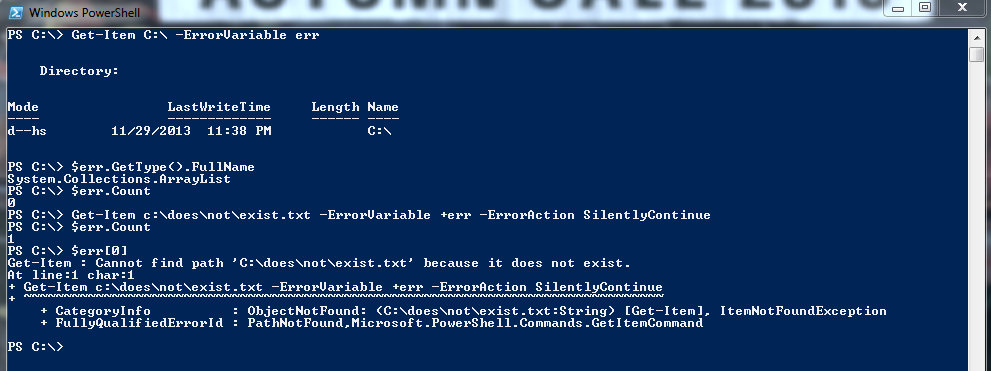 AUTUMN CALL 2013
Windows PowerShell
PS C:\> Get-Item C:\ -ErrorVariable err
Directory:
Mode LastWriteTime Length Name
---- ------------- ------ ----
d--hs 11/29/2013 11:38 PM C:\
PS C:\> $err.GetType().FullName
System.Collections.ArrayList
PS C:\> $err.Count
0
PS C:\> Get-Item c:\does\not\exist.txt -ErrorVariable +err -ErrorAction SilentlyContinue
PS C:\> $err.Count
1
PS C:\> $err[0]
Get-Item : Cannot find path 'C:\does\not\exist.txt' because it does not exist.
At line:1 char:1
+ Get-Item c:\does\not\exist.txt -ErrorVariable +err -ErrorAction SilentlyContinue
+ ~~~~~~~~~~~~~~~~~~~~~~~~~~~~~~~~~~~~~~~~~~~~~~~~~~~~~~~~~~~~~~~~~~~~~~~~~~~~~~~~
+ CategoryInfo : ObjectNotFound: (C:\does\not\exist.txt:String) [Get-Item], ItemNotFoundException
+ FullyQualifiedErrorId : PathNotFound,Microsoft.PowerShell.Commands.GetItemCommand
PS C:\>